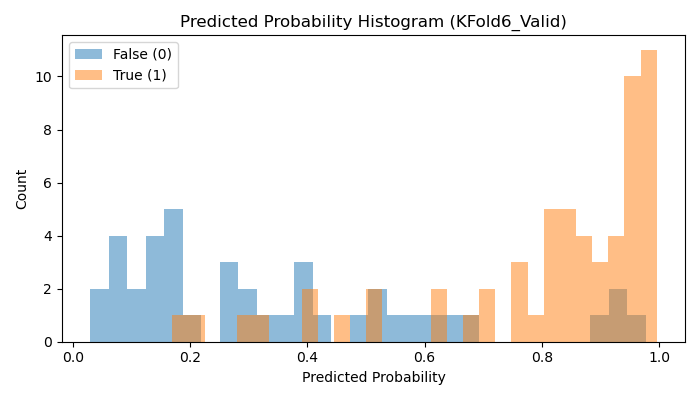 Predicted Probability Histogram (KFold6_Valid)
False (0)
True (1)
Count
10
8
6
4
2
0
0.0 0.2 0.4 0.6 0.8 1.0
Predicted Probability